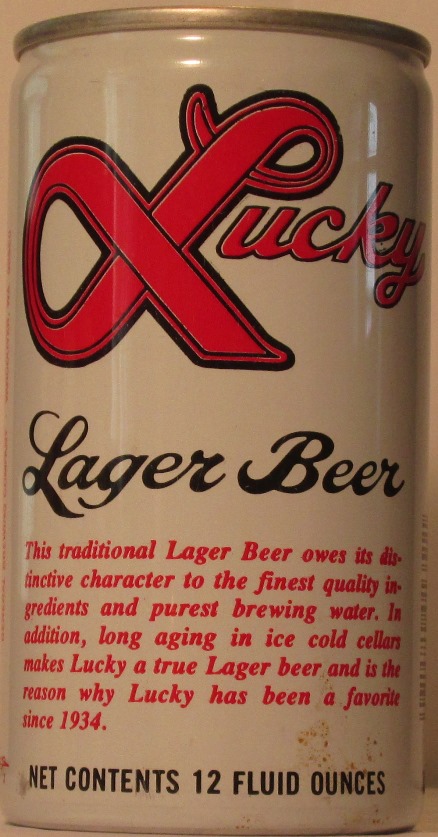 Lucky
Lager Beer
This traditional Lager Beer owes its dis-
tinctive character to the finest quality in-
gredients and purest brewing water. In
addition, long aging in ice cold cellars
makes Lucky a true Lager beer and is the
reason why Lucky has been a favorite
since 1934.
NET CONTENTS 12 FLUID OUNCES